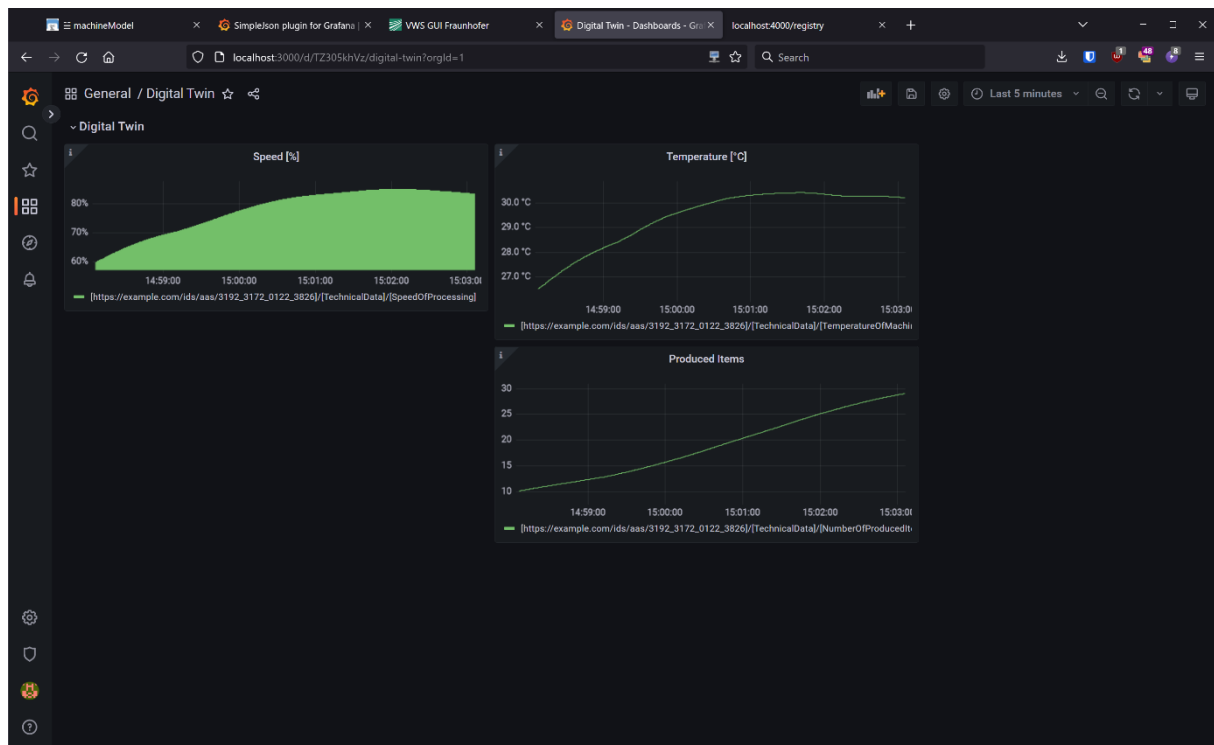 machineModel
SimpleJson plugin for Grafana |
VWS GUI Fraunhofer
Digital Twin - Dashboards - Gra
localhost:4000/registry
localhost:3000/d/TZ305khVz/digital-twin?orgId=1
Search
1
48
8
General / Digital Twin
Last 5 minutes
Digital Twin
Speed [%]
80%
70%
60%
14:59:00 15:00:00 15:01:00 15:02:00 15:03:00
[https://example.com/ids/aas/3192_3172_0122_3826]/[TechnicalData]/[SpeedOfProcessing]
Temperature [°C]
30.0 °C
29.0 °C
28.0 °C
27.0 °C
14:59:00 15:00:00 15:01:00 15:02:00 15:03:0
[https://example.com/ids/aas/3192_3172_0122_3826]/[TechnicalData]/[TemperatureOfMachi
Produced Items
30
25
20
15
10
14:59:00 15:00:00 15:01:00 15:02:00 15:03:0
[https://example.com/ids/aas/3192_3172_0122_3826]/[TechnicalData]/[NumberOfProducedIt